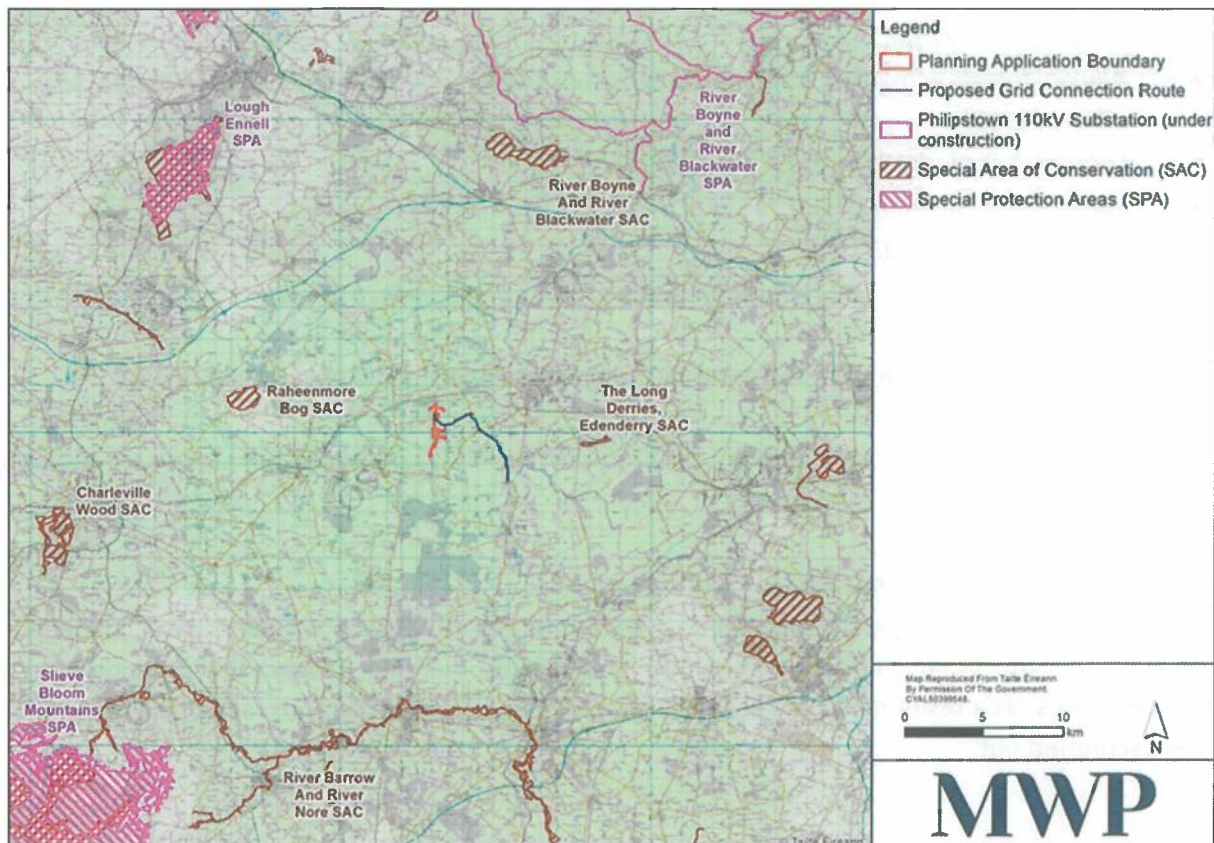 Lough
Ennell
SPA
River
Boyne
and
River
Blackwater
SPA
River Boyne
And River
Blackwater SAC
Raheenmore
Bog SAC
The Long
Derries,
Edenderry SAC
Charleville
Wood SAC
Slieve
Bloom
Mountains
SPA
River Barrow
And River
Nore SAC
© Tailte Éireann
Legend
Planning Application Boundary
Proposed Grid Connection Route
Philipstown 110kV Substation (under
construction)
Special Area of Conservation (SAC)
Special Protection Areas (SPA)
Map Reproduced From Tailte Éireann
By Permission Of The Government.
CYAL50399548.
0 5 10
km
N
MWP